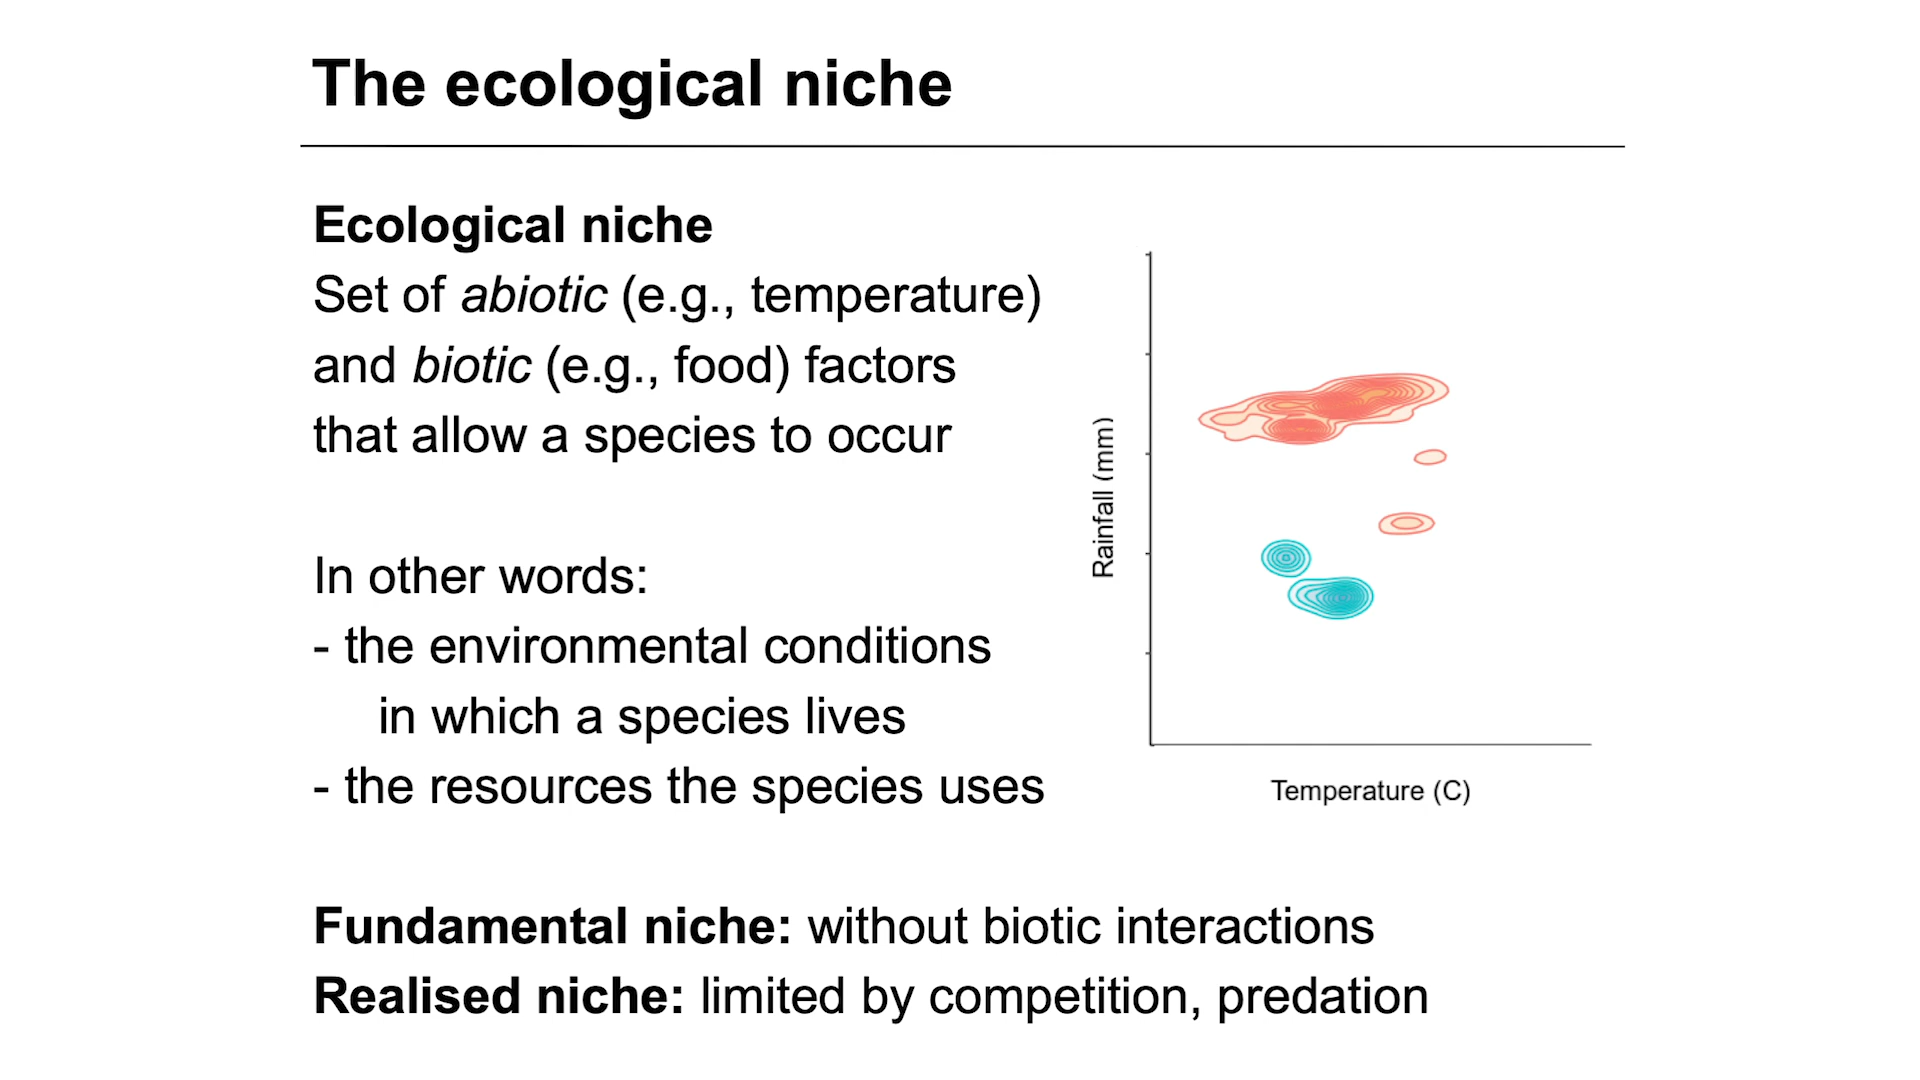 The ecological niche
Ecological niche
Set of abiotic (e.g., temperature)
and biotic (e.g., food) factors
that allow a species to occur
In other words:
- the environmental conditions
in which a species lives
- the resources the species uses
Rainfall (mm)
Temperature (C)
Fundamental niche: without biotic interactions
Realised niche: limited by competition, predation